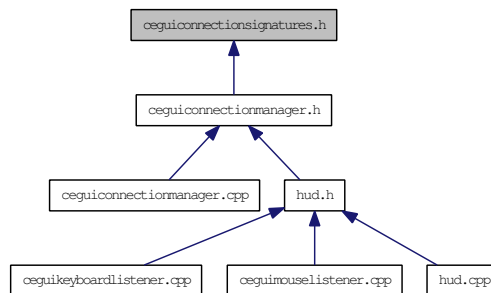 ceguiconnectionsignatures.h
ceguiconnectionmanager.h
ceguiconnectionmanager.cpp
hud.h
ceguikeyboardlistener.cpp
ceguimouselistener.cpp
hud.cpp